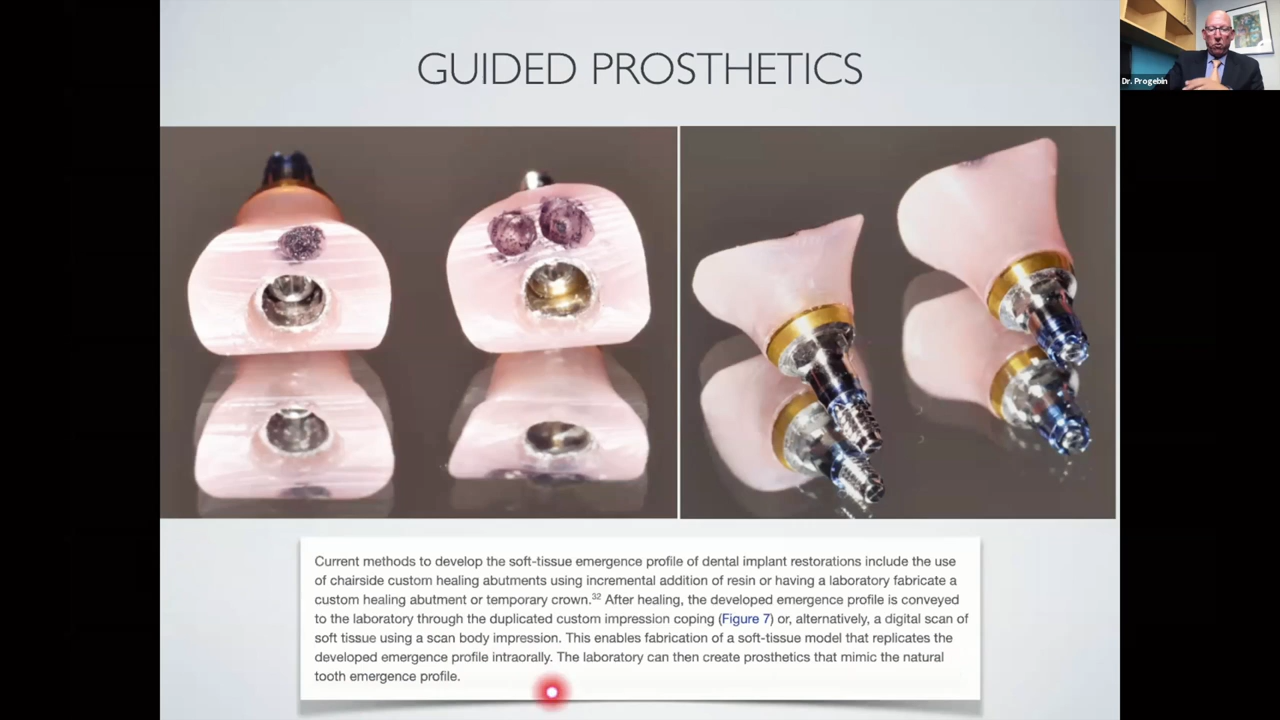 GUIDED PROSTHETICS
Dr. Progebin
Current methods to develop the soft-tissue emergence profile of dental implant restorations include the use
of chairside custom healing abutments using incremental addition of resin or having a laboratory fabricate a
custom healing abutment or temporary crown.32 After healing, the developed emergence profile is conveyed
to the laboratory through the duplicated custom impression coping (Figure 7) or, alternatively, a digital scan of
soft tissue using a scan body impression. This enables fabrication of a soft-tissue model that replicates the
developed emergence profile intraorally. The laboratory can then create prosthetics that mimic the natural
tooth emergence profile.